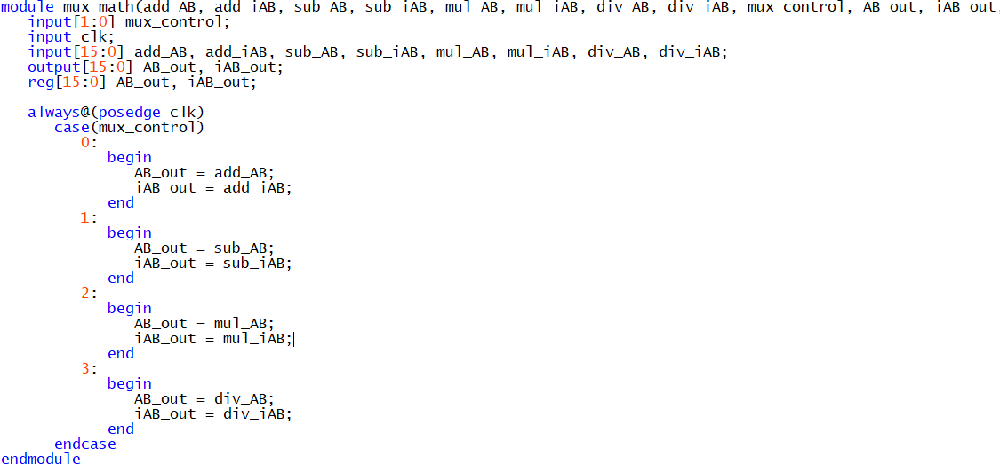 module mux_math(add_AB, add_iAB, sub_AB, sub_iAB, mul_AB, mul_iAB, div_AB, div_iAB, mux_control, AB_out, iAB_out,
   input[1:0] mux_control;
   input clk;
   input[15:0] add_AB, add_iAB, sub_AB, sub_iAB, mul_AB, mul_iAB, div_AB, div_iAB;
   output[15:0] AB_out, iAB_out;
   reg[15:0] AB_out, iAB_out;

   always@(posedge clk)
      case(mux_control)
         0:
            begin
               AB_out = add_AB;
               iAB_out = add_iAB;
            end
         1:
            begin
               AB_out = sub_AB;
               iAB_out = sub_iAB;
            end
         2:
            begin
               AB_out = mul_AB;
               iAB_out = mul_iAB;
            end
         3:
            begin
               AB_out = div_AB;
               iAB_out = div_iAB;
            end
      endcase
endmodule